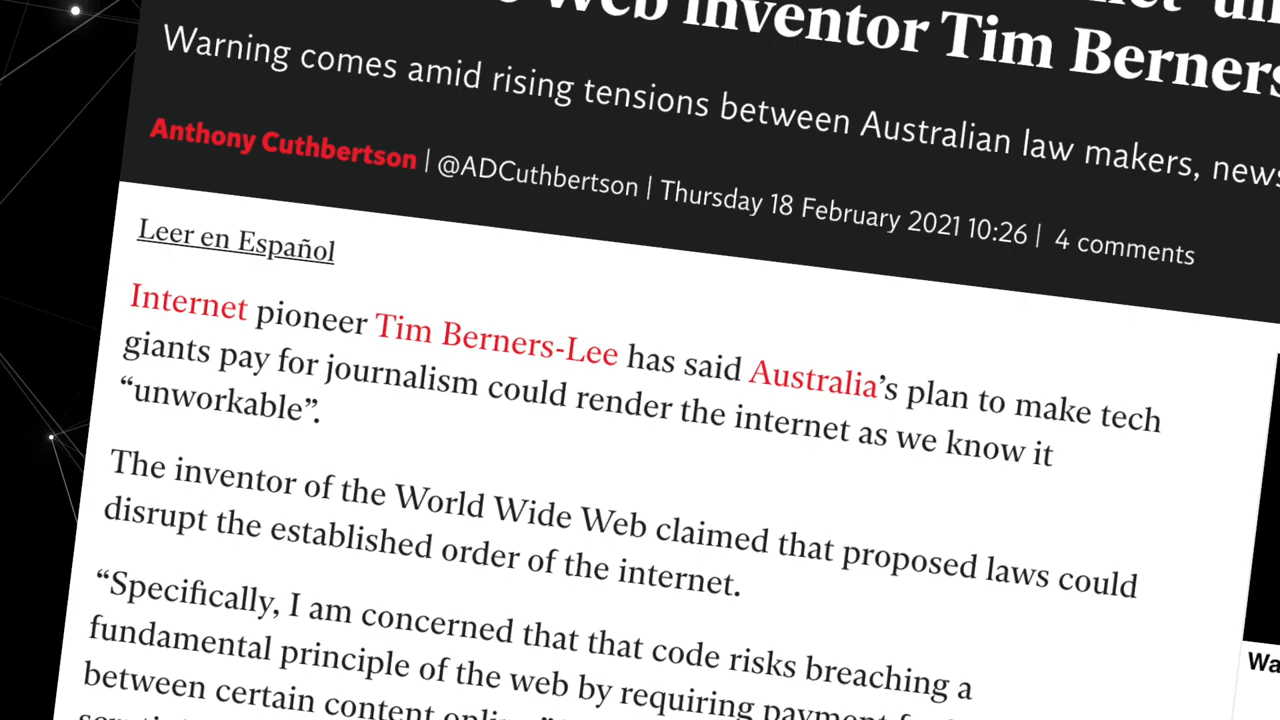 Web inventor Tim Berners
Warning comes amid rising tensions between Australian law makers, news
Anthony Cuthbertson | @ADCuthbertson | Thursday 18 February 2021 10:26 | 4 comments
Leer en Español
Internet pioneer Tim Berners-Lee has said Australia’s plan to make tech
giants pay for journalism could render the internet as we know it
“unworkable”.
The inventor of the World Wide Web claimed that proposed laws could
disrupt the established order of the internet.
“Specifically, I am concerned that that code risks breaching a
fundamental principle of the web by requiring payment
between certain content
Wa